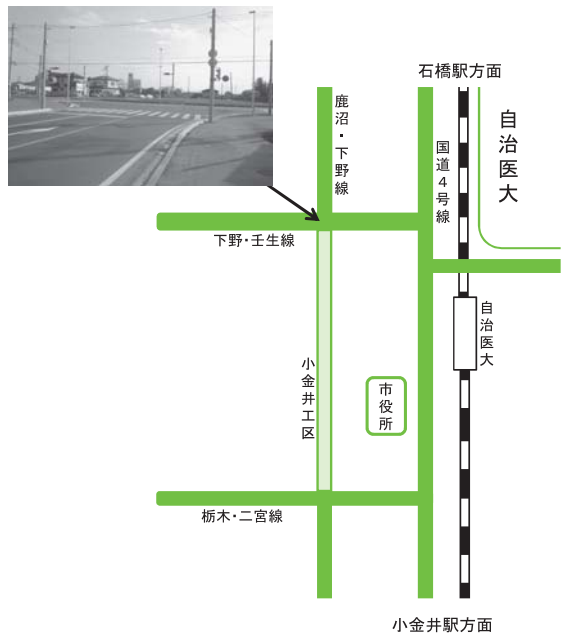 石橋駅方面
鹿沼・下野線
国道4号線
自治医大
下野・壬生線
自治医大
小金井工区
市役所
栃木・二宮線
小金井駅方面